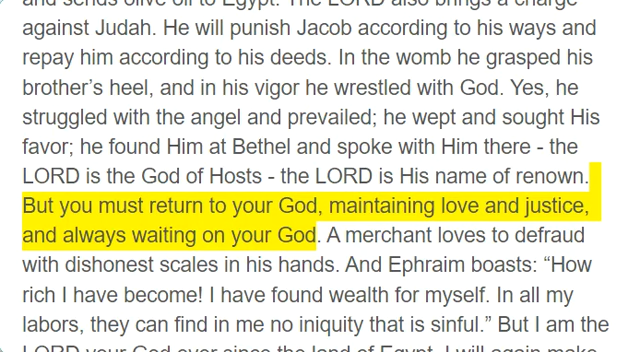 and sends olive oil to Egypt. The LORD also brings a charge
against Judah. He will punish Jacob according to his ways and
repay him according to his deeds. In the womb he grasped his
brother’s heel, and in his vigor he wrestled with God. Yes, he
struggled with the angel and prevailed; he wept and sought His
favor; he found Him at Bethel and spoke with Him there - the
LORD is the God of Hosts - the LORD is His name of renown.
But you must return to your God, maintaining love and justice,
and always waiting on your God. A merchant loves to defraud
with dishonest scales in his hands. And Ephraim boasts: “How
rich I have become! I have found wealth for myself. In all my
labors, they can find in me no iniquity that is sinful.” But I am the
LORD your God ever since the land of Egypt. I will again make